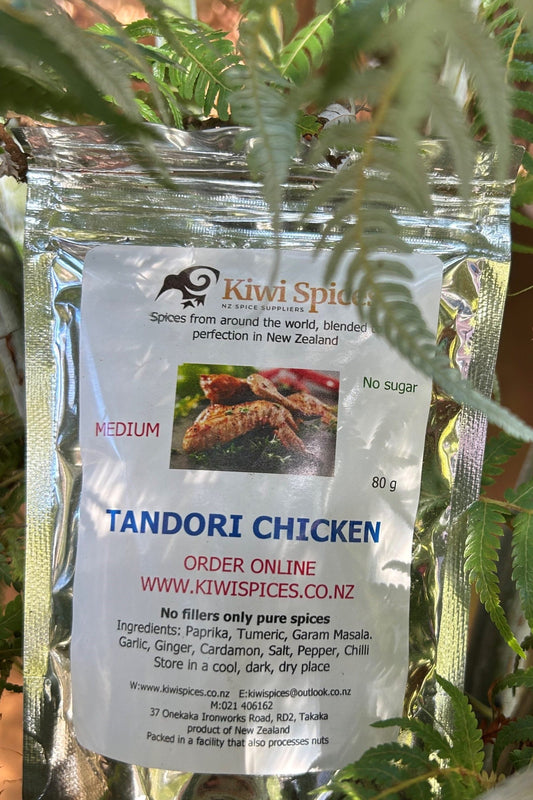 Kiwi Spices
NZ SPICE SUPPLIERS
Spices from around the world, blended
perfection in New Zealand
No sugar
MEDIUM
80 g
TANDORI CHICKEN
ORDER ONLINE
WWW.KIWISPICES.CO.NZ
No fillers only pure spices
Ingredients: Paprika, Tumeric, Garam Masala.
Garlic, Ginger, Cardamon, Salt, Pepper, Chilli
Store in a cool, dark, dry place
W:www.kiwispices.co.nz E:kiwispices@outlook.co.nz
M:021 406162
37 Onekaka Ironworks Road, RD2, Takaka
product of New Zealand
Packed in a facility that also processes nuts